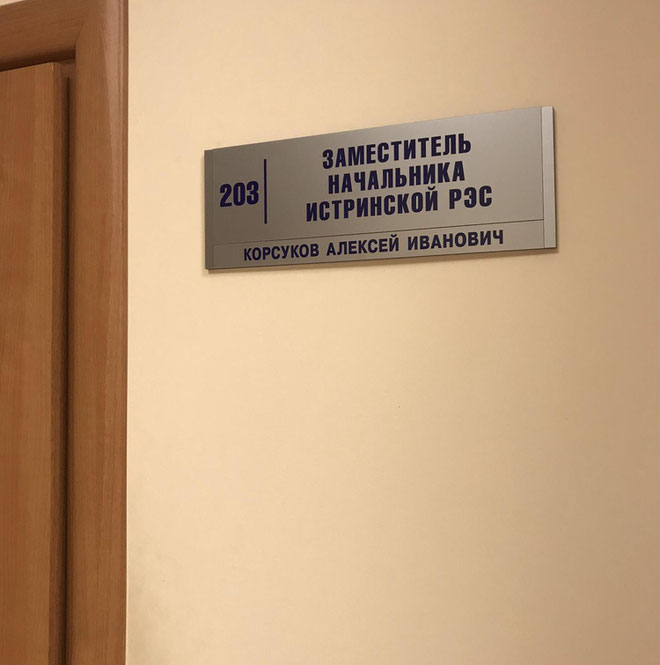 203
ЗАМЕСТИТЕЛЬ
НАЧАЛЬНИКА
ИСТРИНСКОЙ РЭС
КОРСУКОВ АЛЕКСЕЙ ИВАНОВИЧ